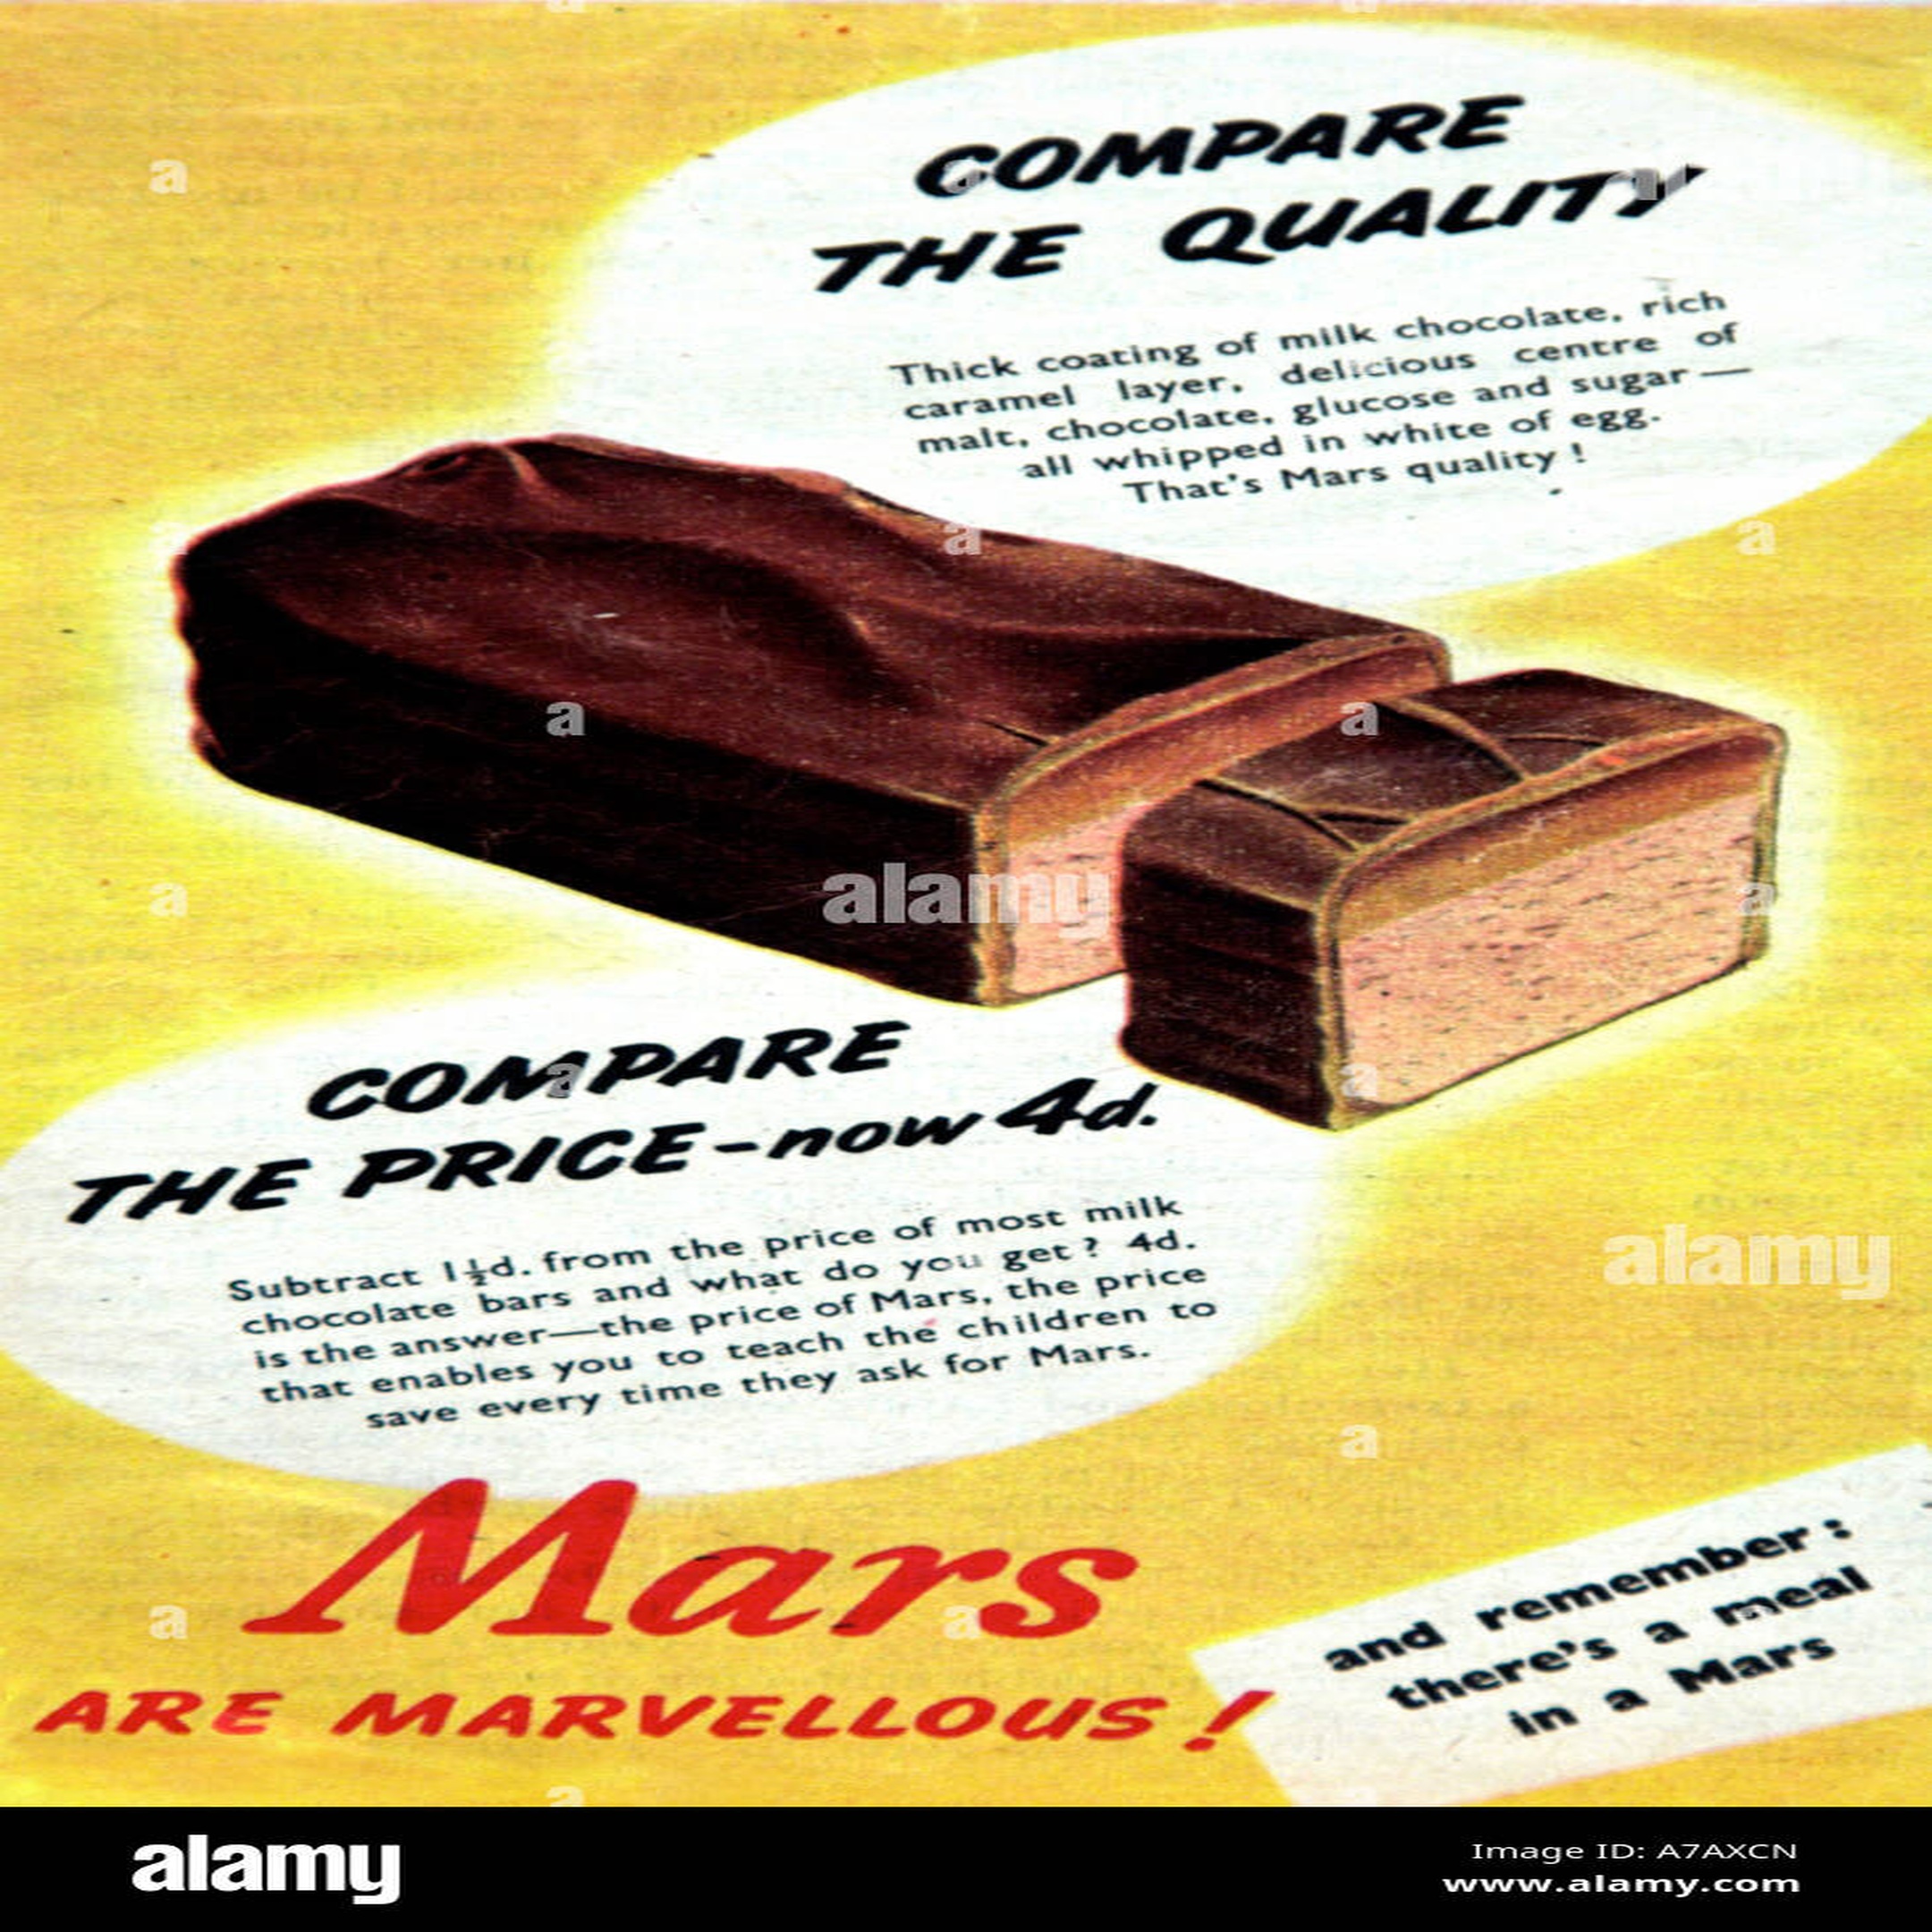 COMPARE
THE QUALITY
Thick coating of milk chocolate, rich
caramel layer, delicious centre of
malt, chocolate, glucose and sugar—
all whipped in white of egg.
That's Mars quality!
COMPARE
THE PRICE-now 4d.
Subtract 1½d. from the price of most milk
chocolate bars and what do you get? 4d.
is the answer—the price of Mars, the price
that enables you to teach the children to
save every time they ask for Mars.
Mars
ARE MARVELLOUS!
and remember:
there's a meal
in a Mars
alamy
alamy
alamy
Image ID: A7AXCN
www.alamy.com